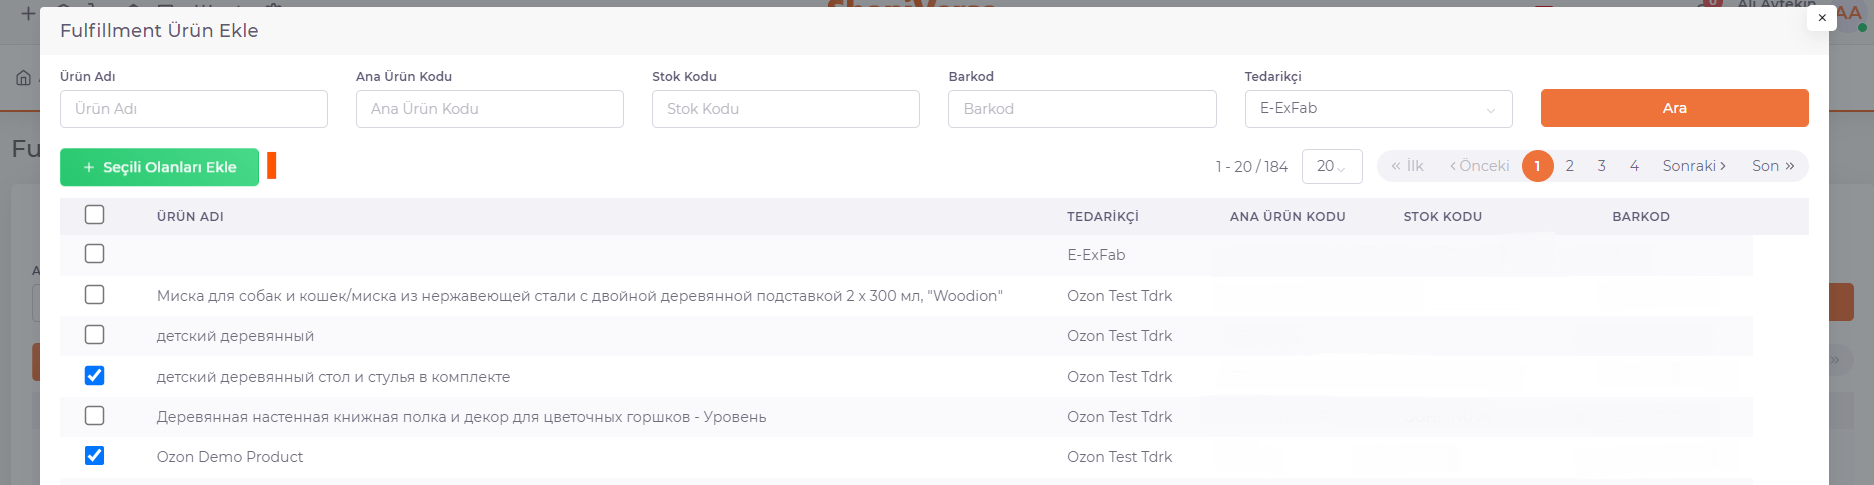 Ali Aytekin
AA
Fulfillment Ürün Ekle
×
Ürün Adı
Ana Ürün Kodu
Stok Kodu
Barkod
Tedarikçi
Ürün Adı
Ana Ürün Kodu
Stok Kodu
Barkod
E-ExFab
Ara
Fu
+ Seçili Olanları Ekle
1 - 20 / 184
20
« İlk
‹ Önceki
1
2
3
4
Sonraki ›
Son »
ÜRÜN ADI
TEDARİKÇİ
ANA ÜRÜN KODU
STOK KODU
BARKOD
E-ExFab
Миска для собак и кошек/миска из нержавеющей стали с двойной деревянной подставкой 2 x 300 мл, "Woodion"
Ozon Test Tdrk
детский деревянный
Ozon Test Tdrk
детский деревянный стол и стулья в комплекте
Ozon Test Tdrk
Деревянная настенная книжная полка и декор для цветочных горшков - Уровень
Ozon Test Tdrk
Ozon Demo Product
Ozon Test Tdrk